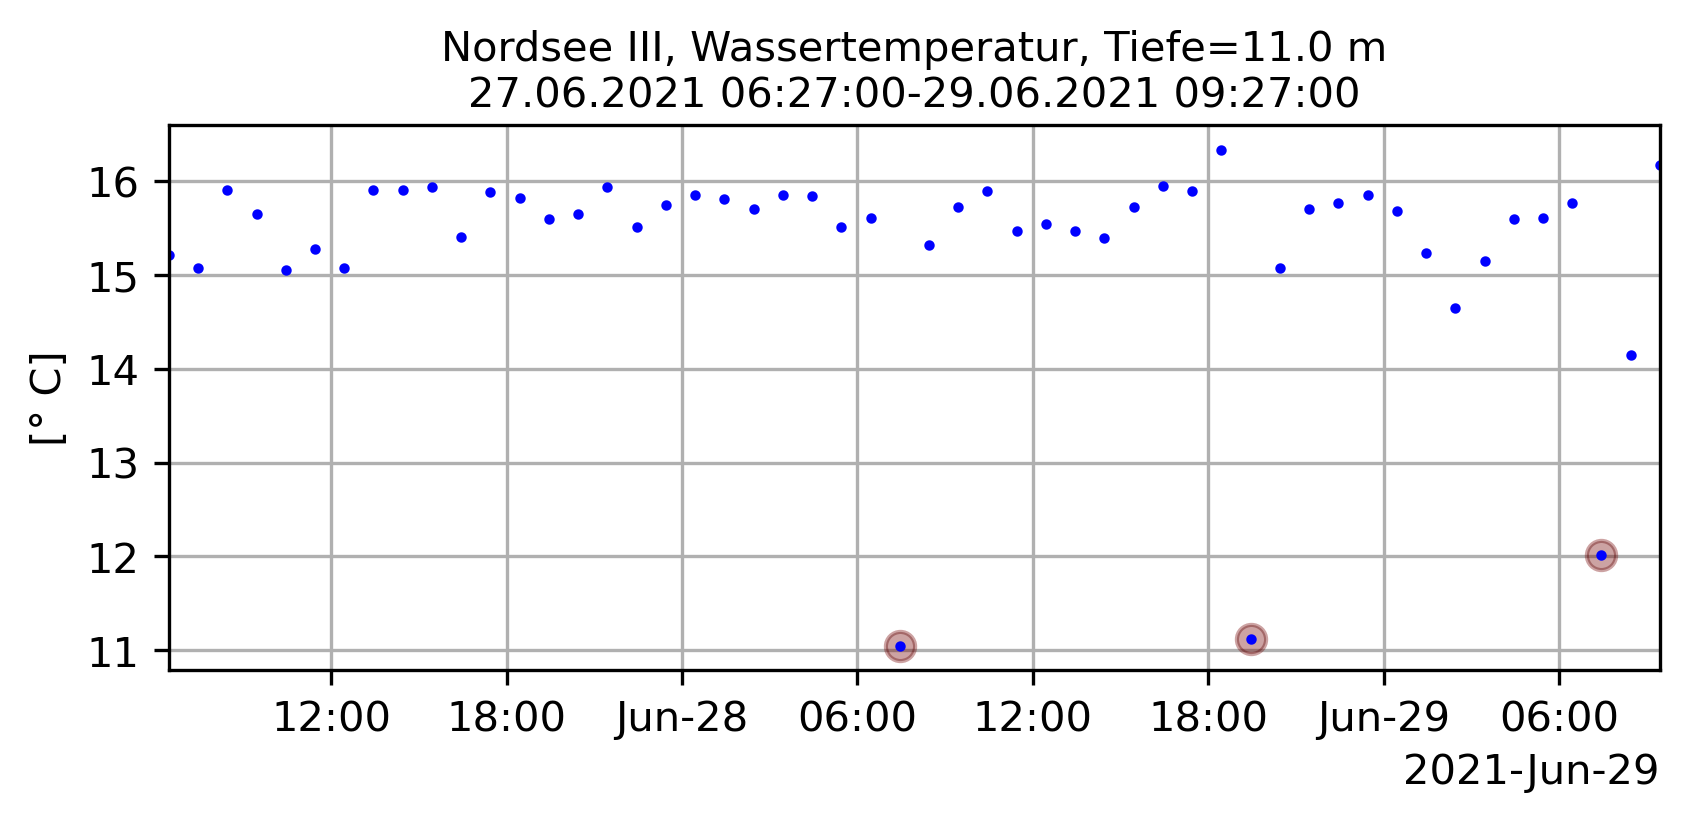 Nordsee III, Wassertemperatur, Tiefe=11.0 m
27.06.2021 06:27:00-29.06.2021 09:27:00
[° C]
16
15
14
13
12
11
12:00 18:00 Jun-28 06:00 12:00 18:00 Jun-29 06:00
2021-Jun-29